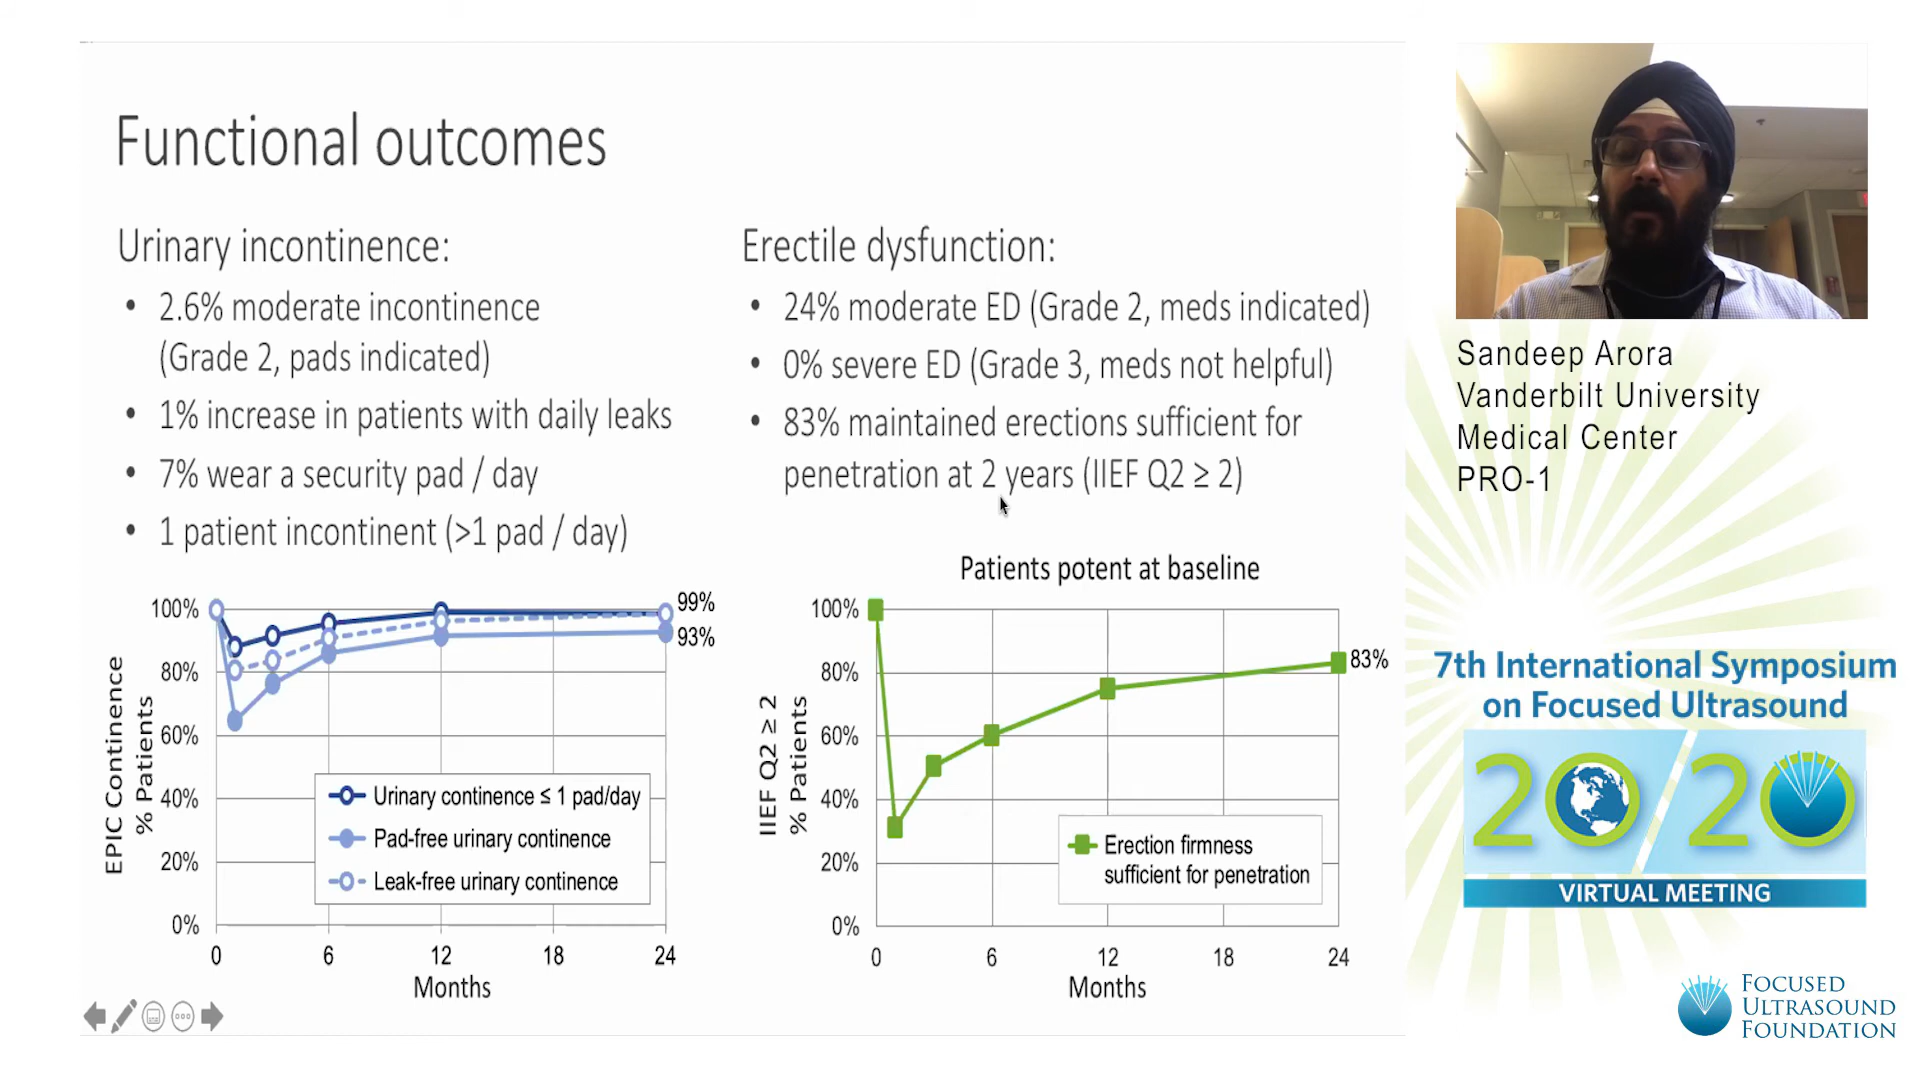 Functional outcomes
Urinary incontinence:
• 2.6% moderate incontinence
(Grade 2, pads indicated)
• 1% increase in patients with daily leaks
• 7% wear a security pad / day
• 1 patient incontinent (>1 pad / day)
Erectile dysfunction:
• 24% moderate ED (Grade 2, meds indicated)
• 0% severe ED (Grade 3, meds not helpful)
• 83% maintained erections sufficient for
penetration at 2 years (IIEF Q2 ≥ 2)
EPIC Continence
% Patients
100%
80%
60%
40%
20%
0%
99%
93%
Urinary continence ≤ 1 pad/day
Pad-free urinary continence
Leak-free urinary continence
0 6 12 18 24
Months
Patients potent at baseline
IIEF Q2 ≥ 2
% Patients
100%
80%
60%
40%
20%
0%
83%
Erection firmness
sufficient for penetration
0 6 12 18 24
Months
Sandeep Arora
Vanderbilt University
Medical Center
PRO-1
7th International Symposium
on Focused Ultrasound
20/20
VIRTUAL MEETING
FOCUSED
ULTRASOUND
FOUNDATION